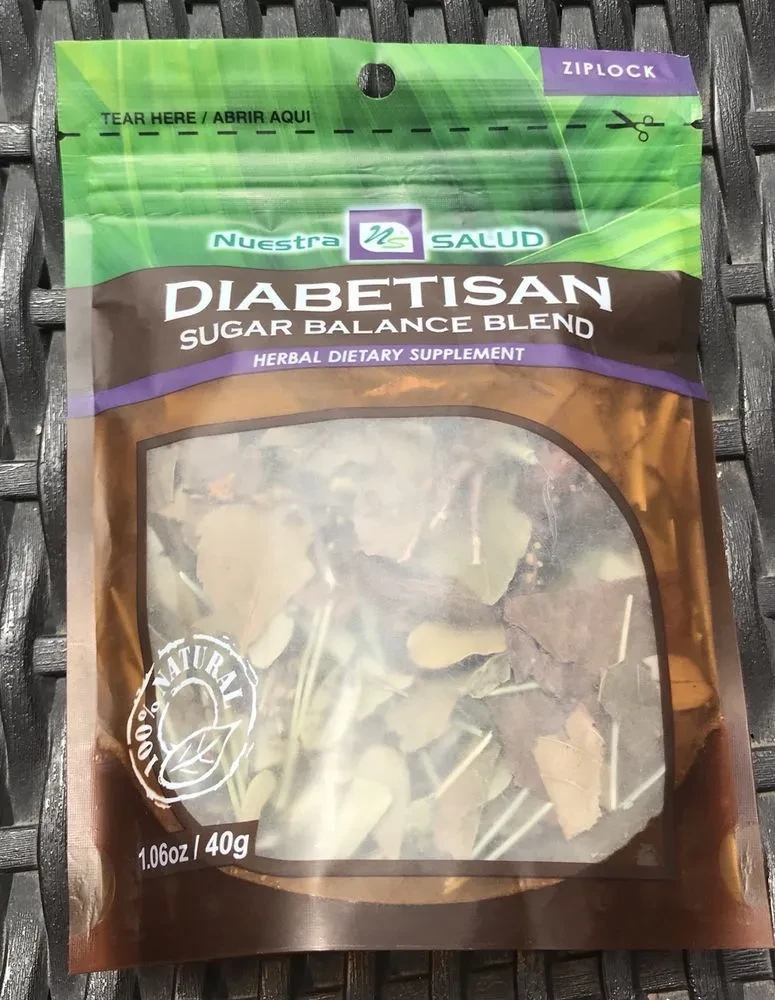 ZIPLOCK
TEAR HERE / ABRIR AQUI
Nuestra NS SALUD
DIABETISAN
SUGAR BALANCE BLEND
HERBAL DIETARY SUPPLEMENT
100% NATURAL
1.06oz / 40g